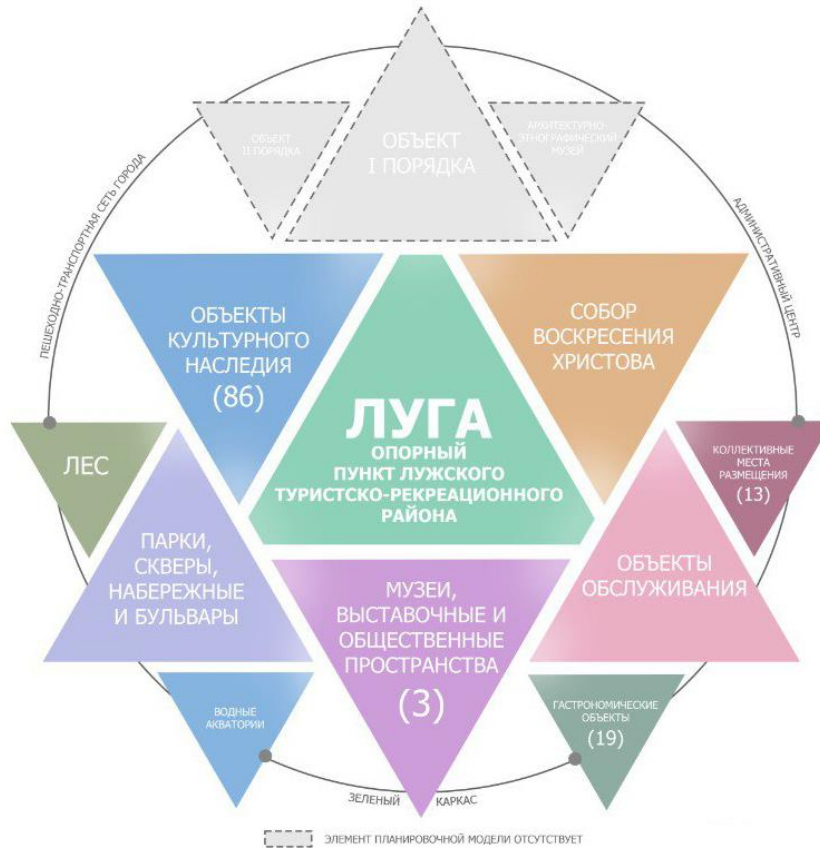 ОБЪЕКТ
I ПОРЯДКА
ОБЪЕКТ
II ПОРЯДКА
АРХИТЕКТУРНО-
ЭТНОГРАФИЧЕСКИЙ
МУЗЕЙ
ПЕШЕХОДНО-ТРАНСПОРТНАЯ СЕТЬ ГОРОДА
АДМИНИСТРАТИВНЫЙ ЦЕНТР
ОБЪЕКТЫ
КУЛЬТУРНОГО
НАСЛЕДИЯ
(86)
СОБОР
ВОСКРЕСЕНИЯ
ХРИСТОВА
ЛУГА
ОПОРНЫЙ
ПУНКТ ЛУЖСКОГО
ТУРИСТСКО-РЕКРЕАЦИОННОГО
РАЙОНА
ЛЕС
КОЛЛЕКТИВНЫЕ
МЕСТА
РАЗМЕЩЕНИЯ
(13)
ПАРКИ,
СКВЕРЫ,
НАБЕРЕЖНЫЕ
И БУЛЬВАРЫ
МУЗЕИ,
ВЫСТАВОЧНЫЕ И
ОБЩЕСТВЕННЫЕ
ПРОСТРАНСТВА
(3)
ОБЪЕКТЫ
ОБСЛУЖИВАНИЯ
ВОДНЫЕ
АКВАТОРИИ
ГАСТРОНОМИЧЕСКИЕ
ОБЪЕКТЫ
(19)
ЗЕЛЕНЫЙ КАРКАС
ЭЛЕМЕНТ ПЛАНИРОВОЧНОЙ МОДЕЛИ ОТСУТСТВУЕТ